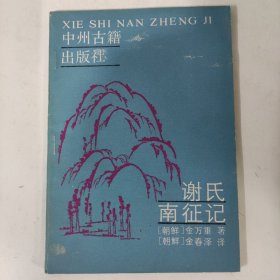 XIE SHI NAN ZHENG JI
中州古籍
出版社
谢氏
南征记
[朝鲜]金万重 著
[朝鲜]金春泽 译